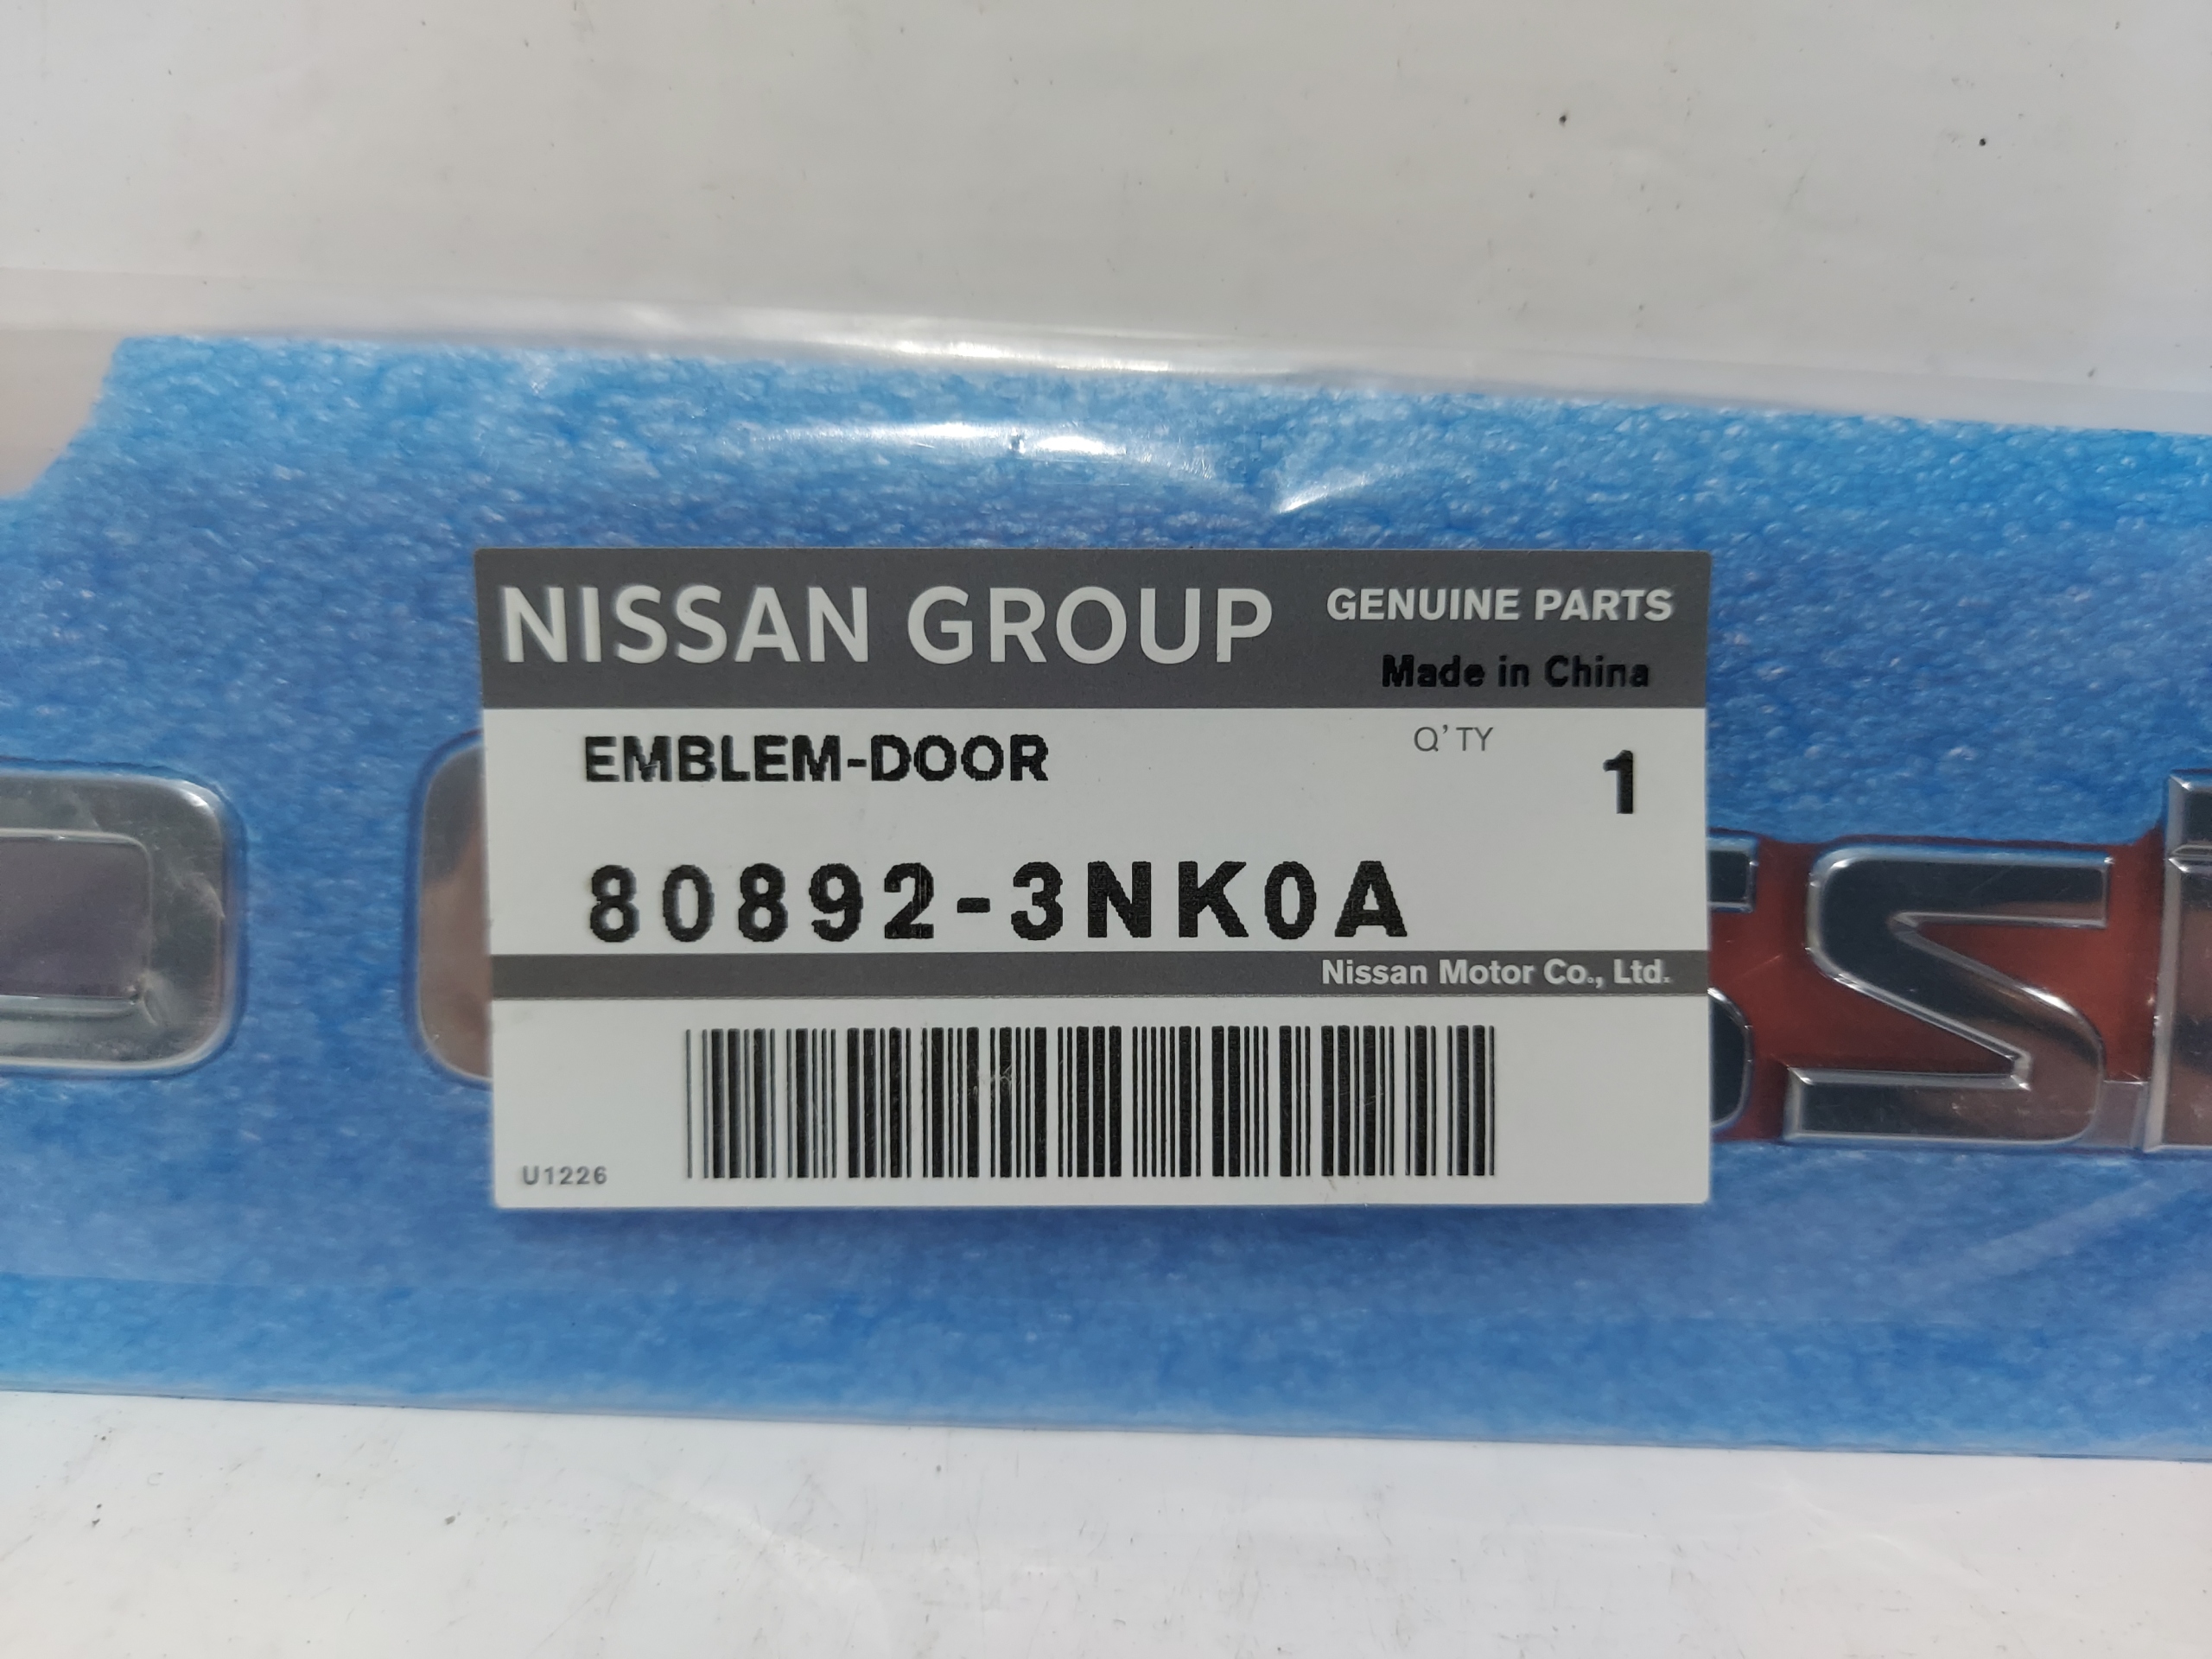 NISSAN GROUP GENUINE PARTS
Made in China
EMBLEM-DOOR Q'TY 1
80892-3NK0A
Nissan Motor Co., Ltd.
U1226